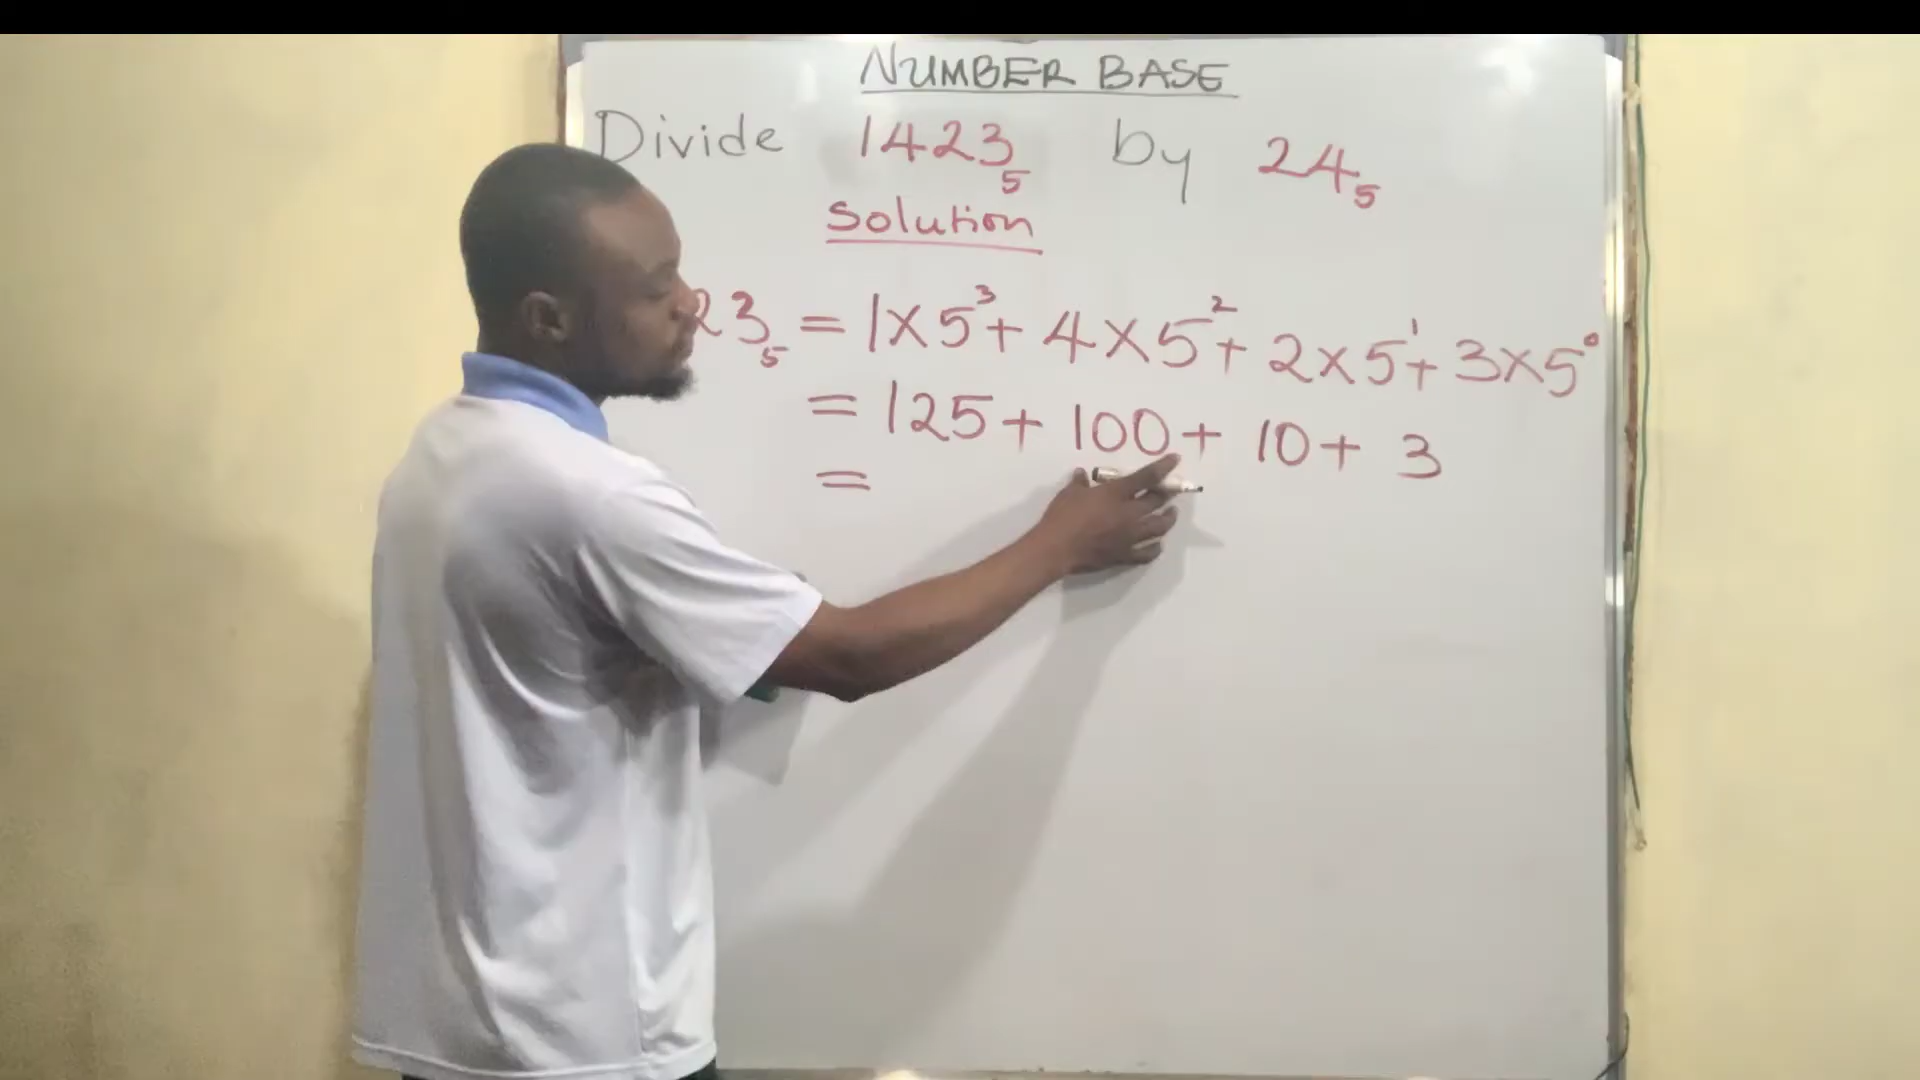 NUMBER BASE
Divide 1423₅ by 24₅
Solution
23₅ = 1×5³ + 4×5² + 2×5¹ + 3×5⁰
= 125 + 100 + 10 + 3
=